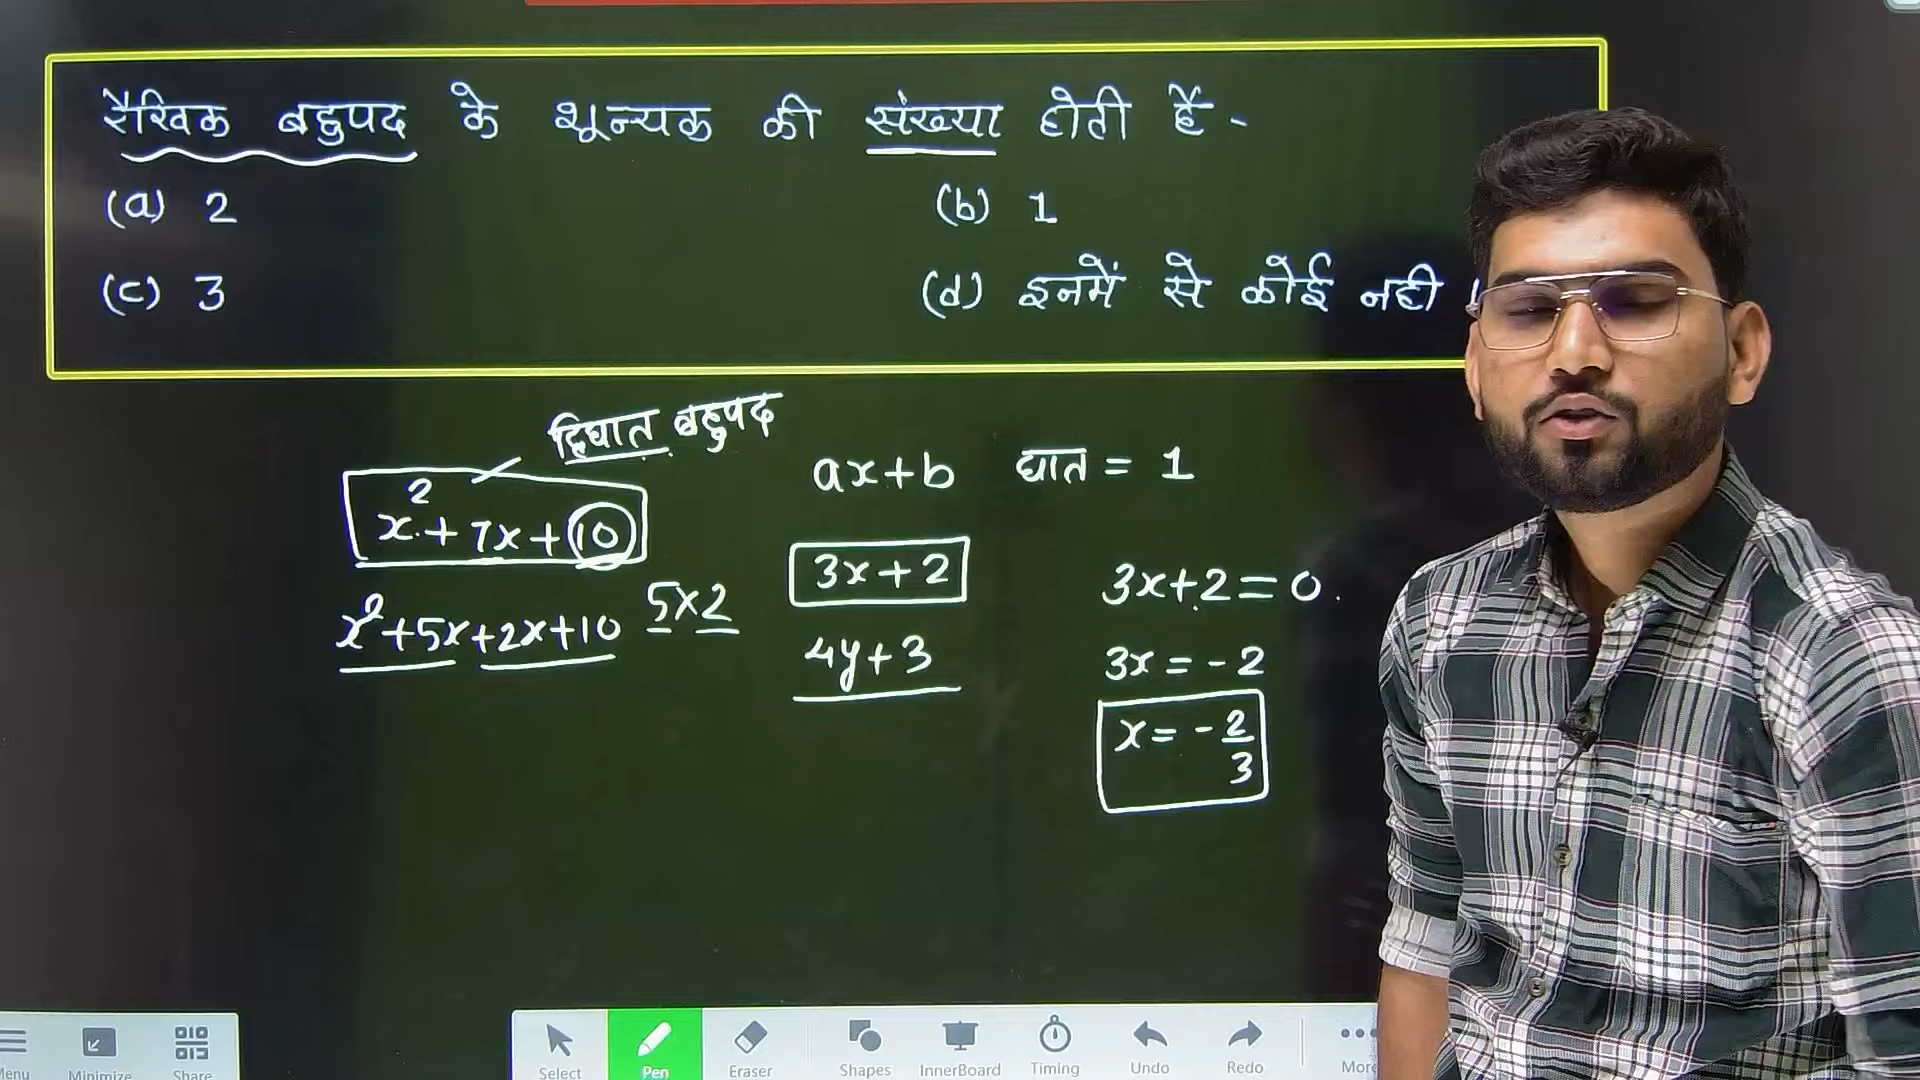 रैखिक बहुपद के शून्यक की संख्या होती है -
(a) 2
(b) 1
(c) 3
(d) इनमें से कोई नही
द्विघात बहुपद
2
x + 7x + 10
x² + 5x + 2x + 10
5 x 2
ax + b घात = 1
3x + 2
4y + 3
3x + 2 = 0
3x = - 2
x = - 2/3
Menu Minimize Share
Select Pen Eraser Shapes InnerBoard Timing Undo Redo More